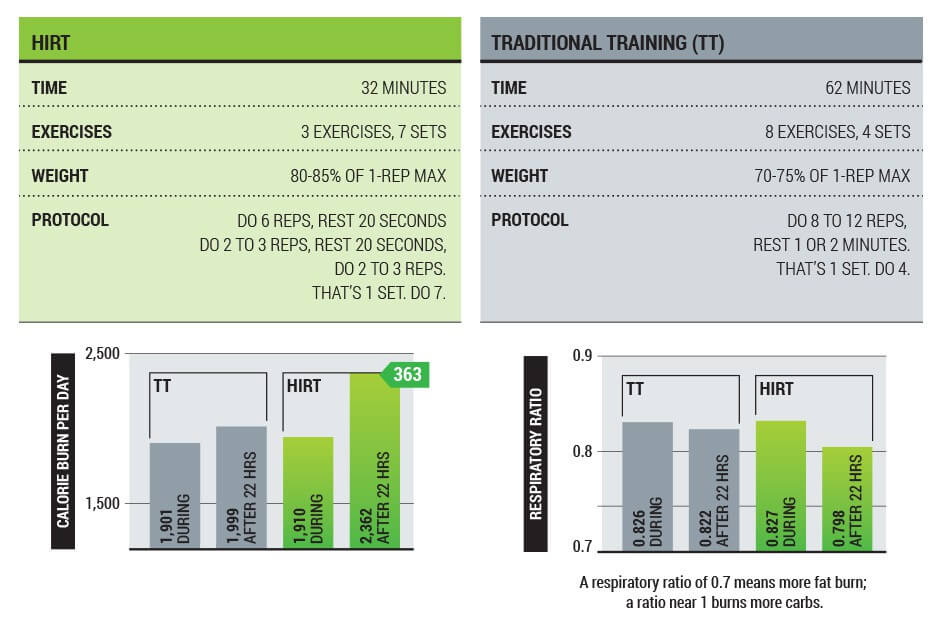 HIRT
TIME 32 MINUTES
EXERCISES 3 EXERCISES, 7 SETS
WEIGHT 80-85% OF 1-REP MAX
PROTOCOL DO 6 REPS, REST 20 SECONDS
DO 2 TO 3 REPS, REST 20 SECONDS,
DO 2 TO 3 REPS.
THAT'S 1 SET. DO 7.
TRADITIONAL TRAINING (TT)
TIME 62 MINUTES
EXERCISES 8 EXERCISES, 4 SETS
WEIGHT 70-75% OF 1-REP MAX
PROTOCOL DO 8 TO 12 REPS,
REST 1 OR 2 MINUTES.
THAT'S 1 SET. DO 4.
CALORIE BURN PER DAY
2,500
1,500
TT
1,901
DURING
1,999
AFTER 22 HRS
HIRT
1,910
DURING
2,362
AFTER 22 HRS
363
RESPIRATORY RATIO
0.9
0.8
0.7
TT
0.826
DURING
0.822
AFTER 22 HRS
HIRT
0.827
DURING
0.798
AFTER 22 HRS
A respiratory ratio of 0.7 means more fat burn;
a ratio near 1 burns more carbs.